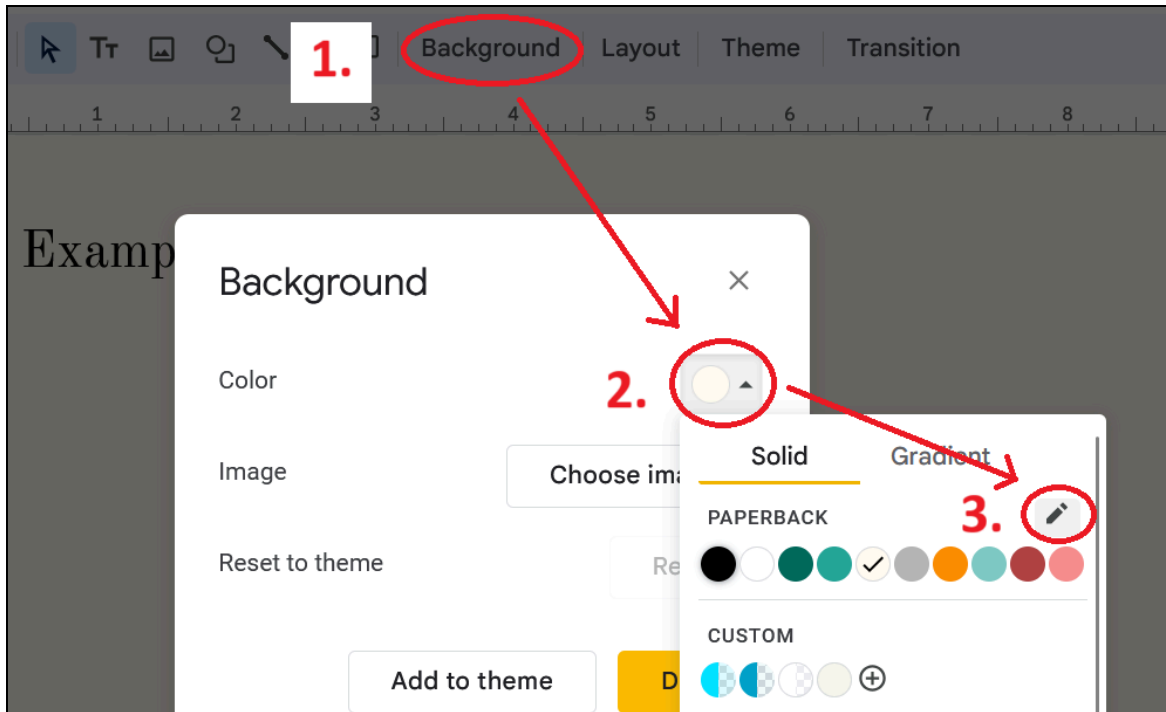 Tт
1.
Background
Layout
Theme
Transition
1 2 3 4 5 6 7 8
Examp
Background
Color
2.
Image
Choose ima
Solid
Gradient
3.
PAPERBACK
Reset to theme
Re
CUSTOM
Add to theme
D